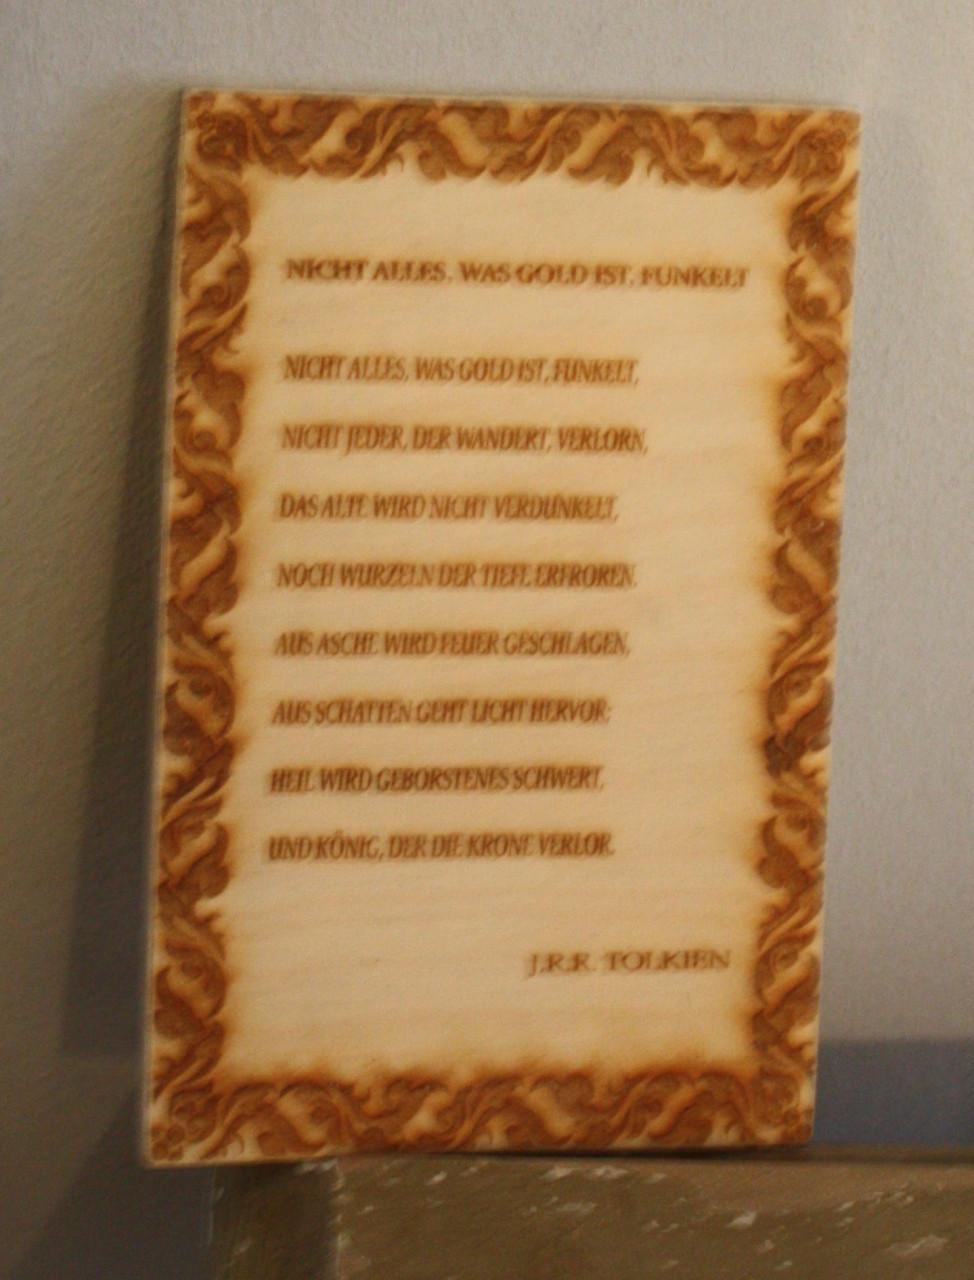 NICHT ALLES, WAS GOLD IST, FUNKELT
NICHT ALLES, WAS GOLD IST, FUNKELT,
NICHT JEDER, DER WANDERT, VERLORN,
DAS ALTE WIRD NICHT VERDUNKELT,
NOCH WURZELN DER TIEFE ERFROREN.
AUS ASCHE WIRD FEUER GESCHLAGEN,
AUS SCHATTEN GEHT LICHT HERVOR;
HEIL WIRD GEBORSTENES SCHWERT,
UND KÖNIG, DER DIE KRONE VERLOR.
J.R.R. TOLKIEN